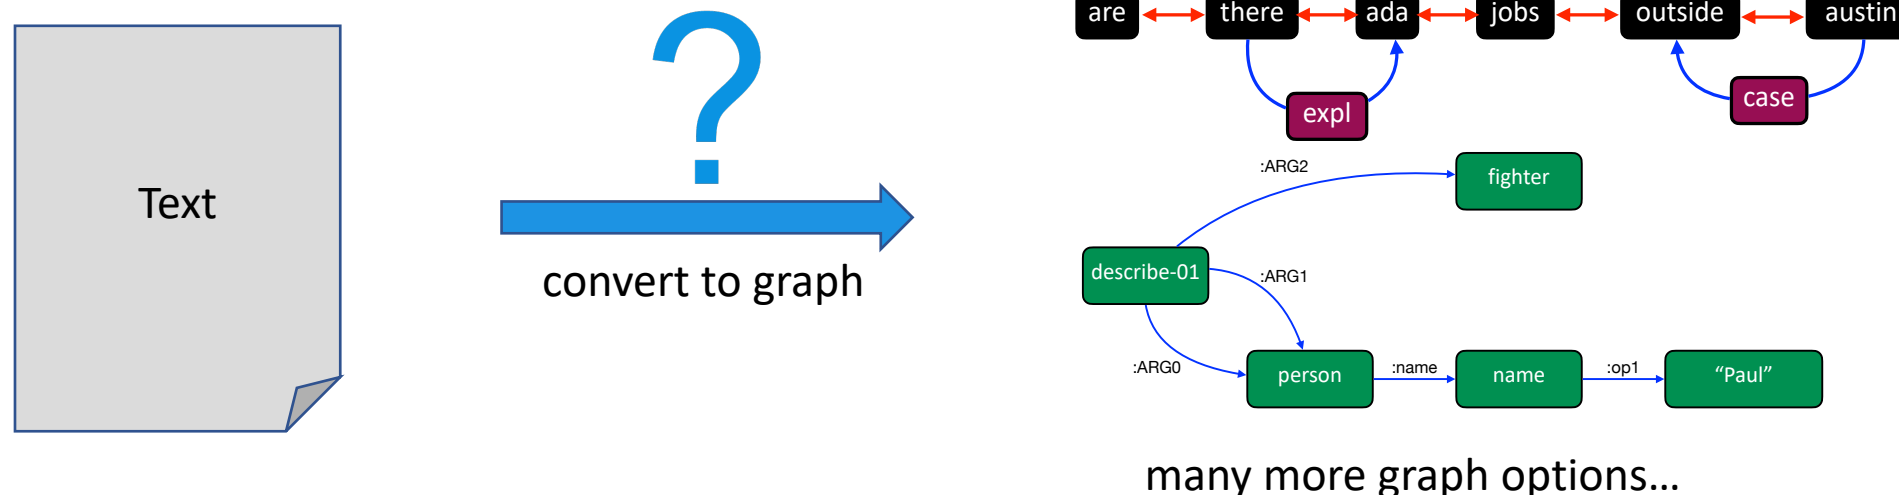 Text
?
convert to graph
are there ada jobs outside austin
expl
case
:ARG2
fighter
describe-01
:ARG1
:ARG0
person
:name
name
:op1
“Paul”
many more graph options...